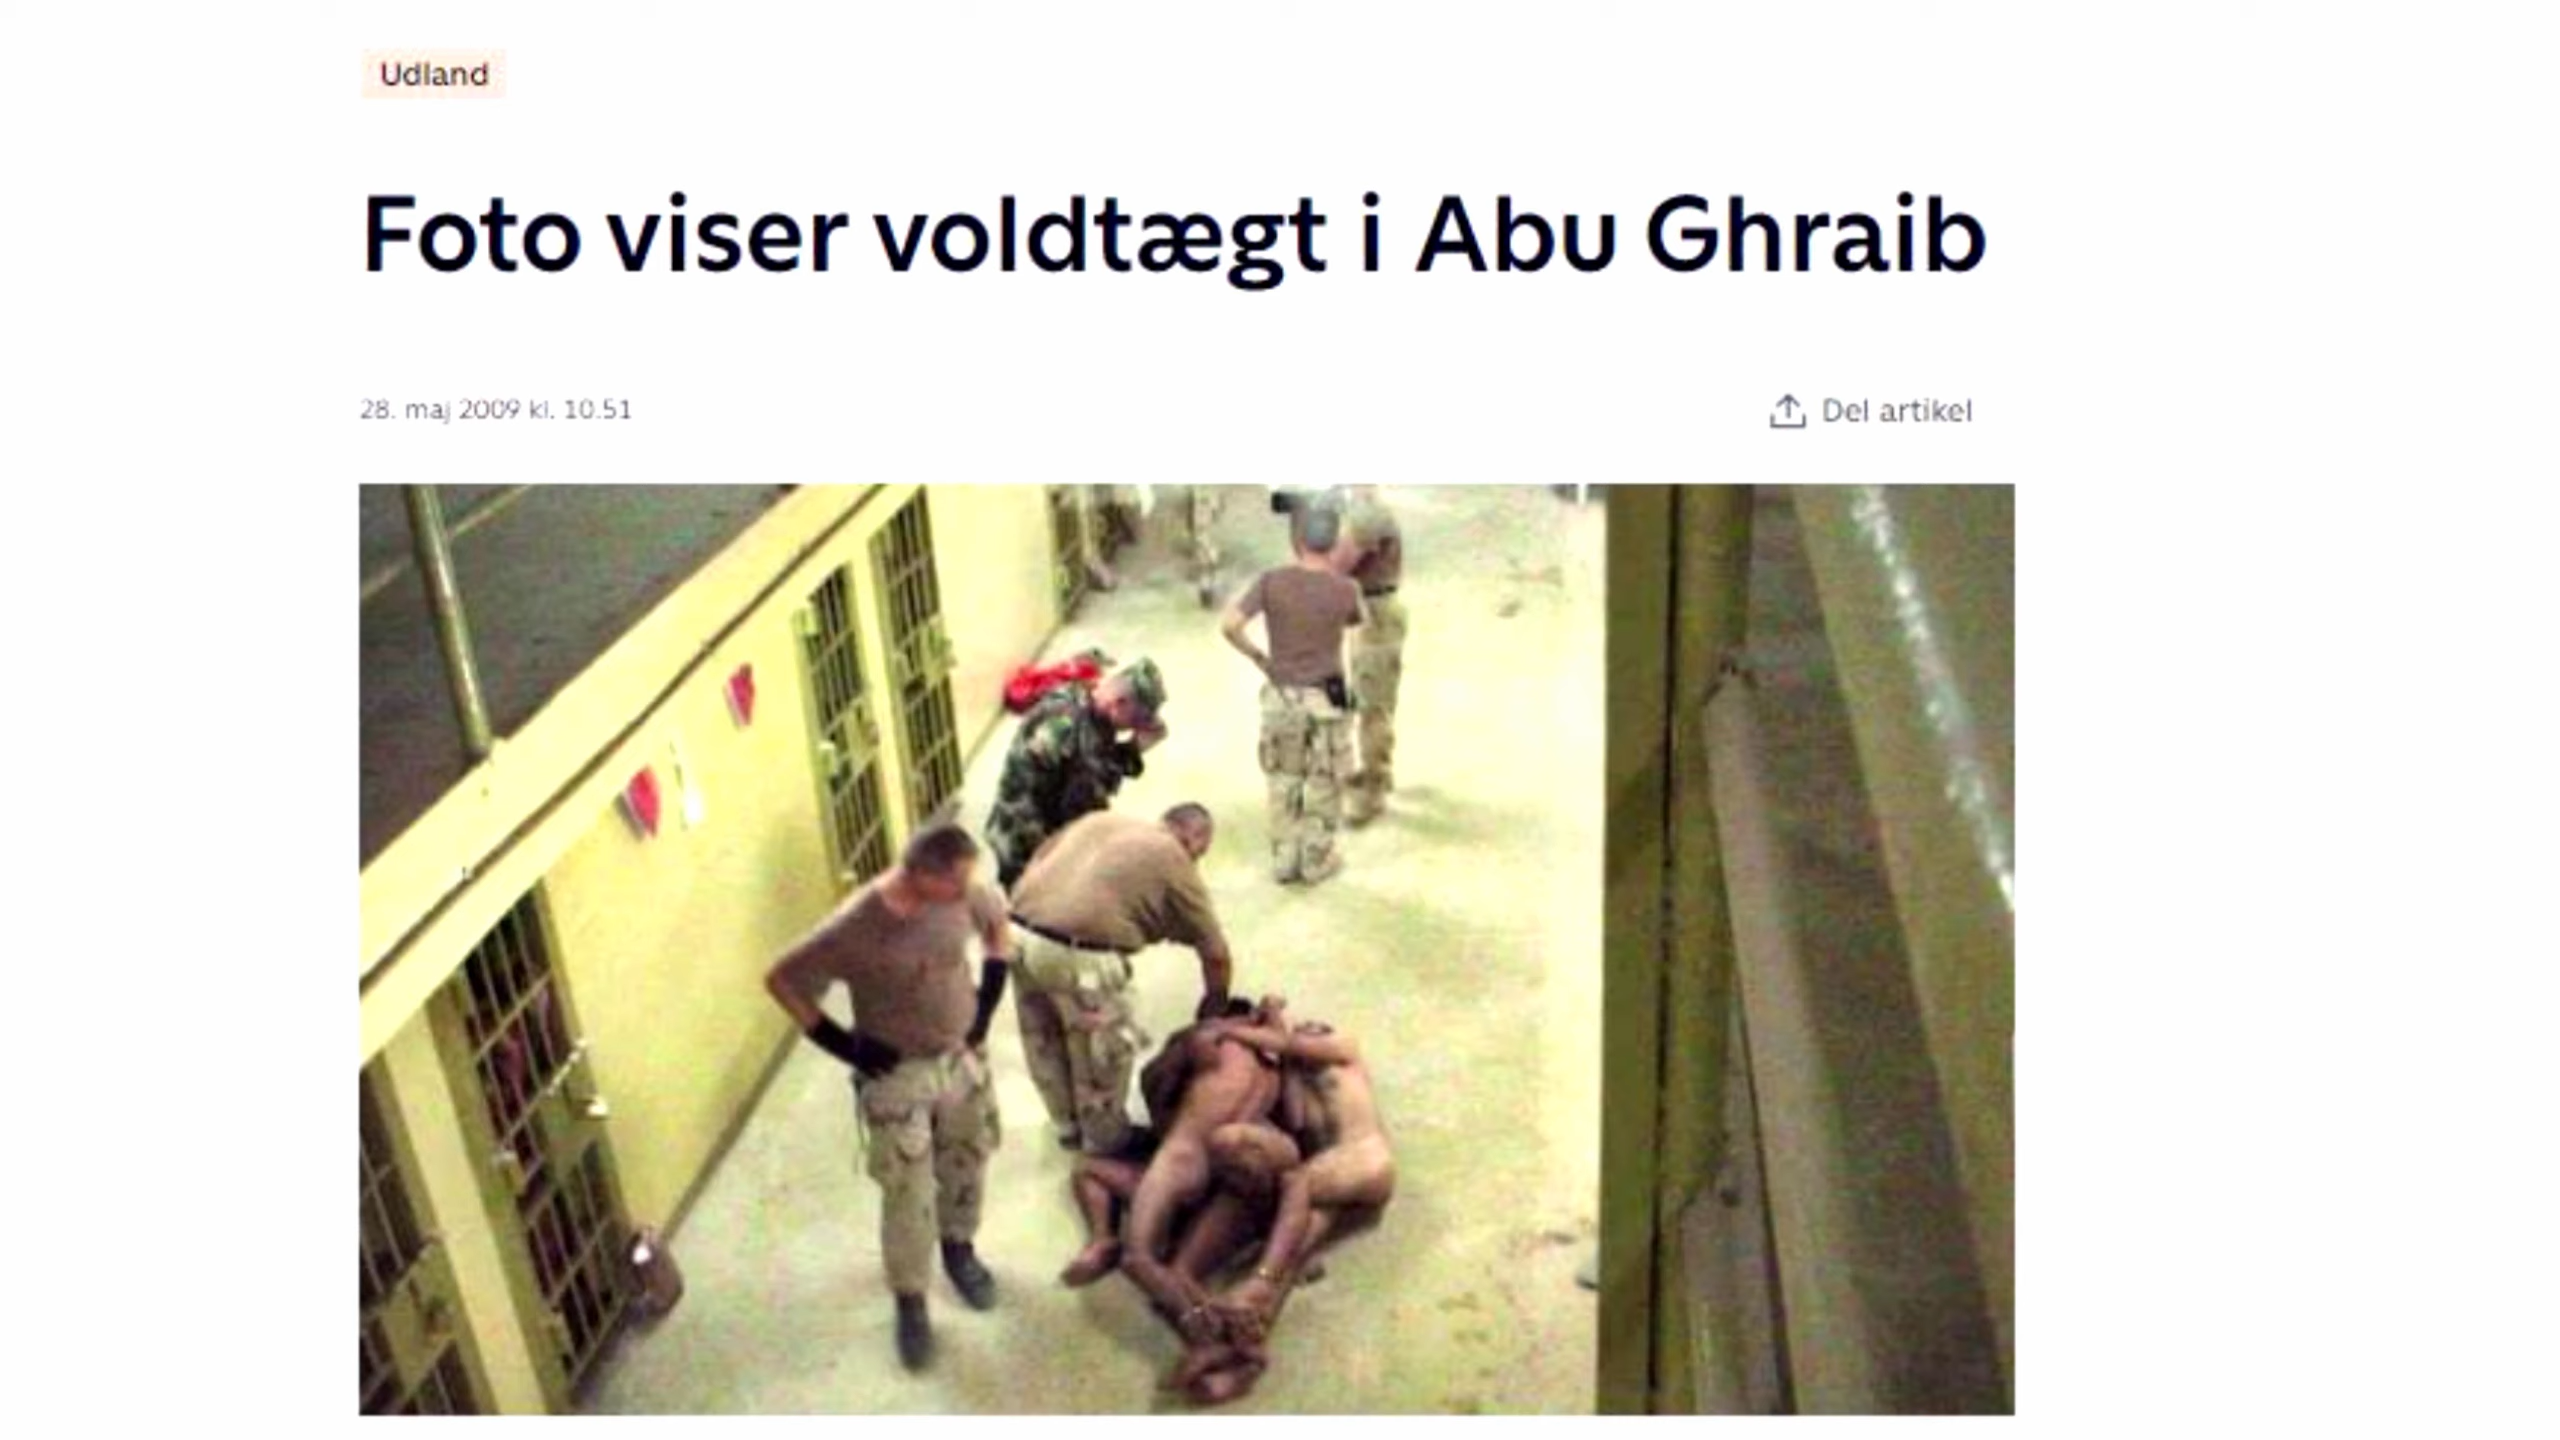 Udland
Foto viser voldtægt i Abu Ghraib
28. maj 2009 kl. 10.51
Del artikel